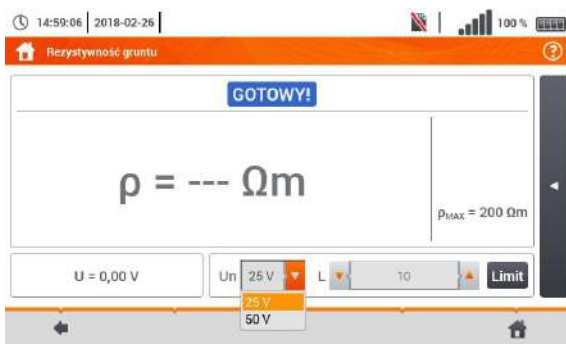 14:59:06 2018-02-26 100 %
Rezystywność gruntu
GOTOWY!
ρ = --- Ωm
ρMAX = 200 Ωm
U = 0,00 V
Un 25 V L 10 Limit
25 V
50 V